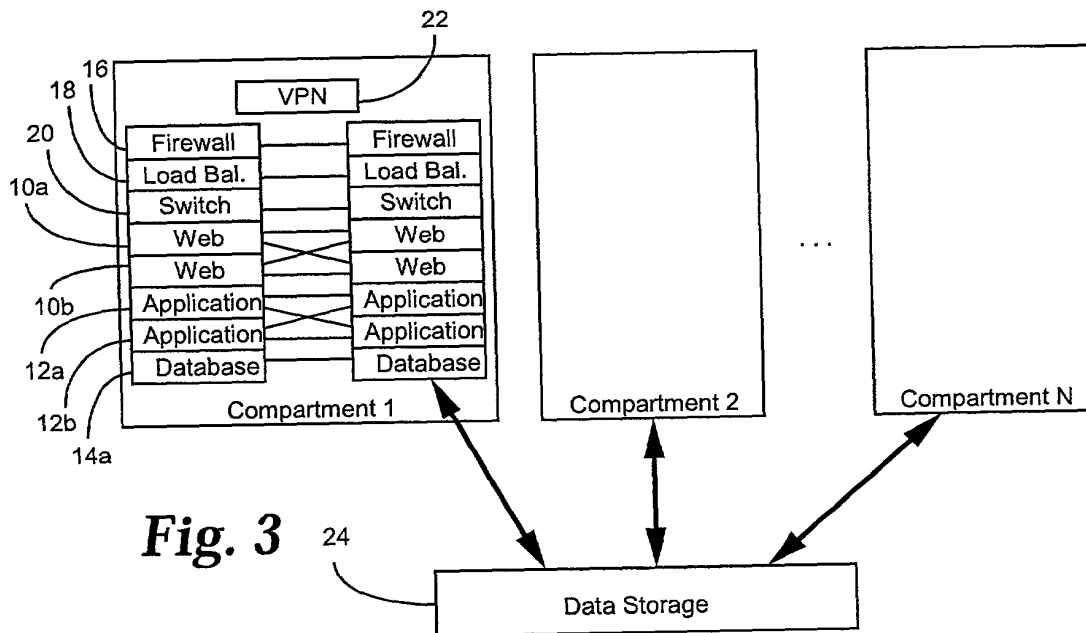 22
16
VPN
18
Firewall Firewall
20
Load Bal. Load Bal.
10a
Switch Switch
Web Web
Web Web
...
10b
Application Application
12a
Application Application
12b
Database Database
14a
Compartment 1
Compartment 2
Compartment N
Fig. 3
24
Data Storage